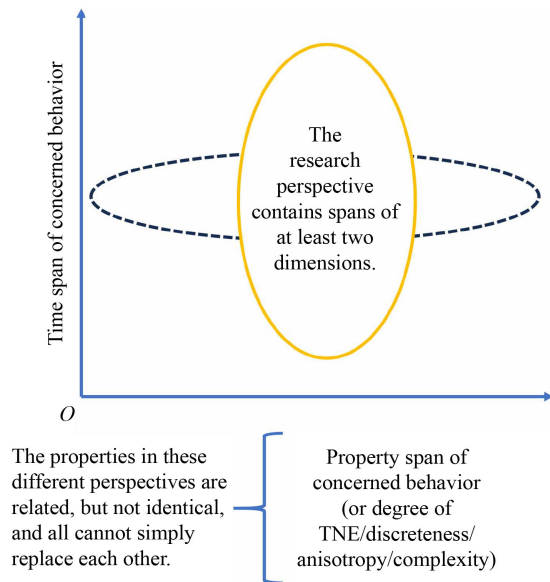 Time span of concerned behavior
The
research
perspective
contains spans of
at least two
dimensions.
O
The properties in these
different perspectives are
related, but not identical,
and all cannot simply
replace each other.
Property span of
concerned behavior
(or degree of
TNE/discreteness/
anisotropy/complexity)